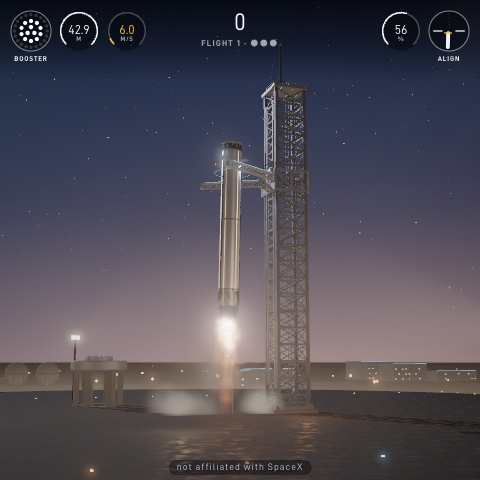 BOOSTER
42.9
M
6.0
M/S
0
FLIGHT 1 ·
56
%
ALIGN
not affiliated with SpaceX